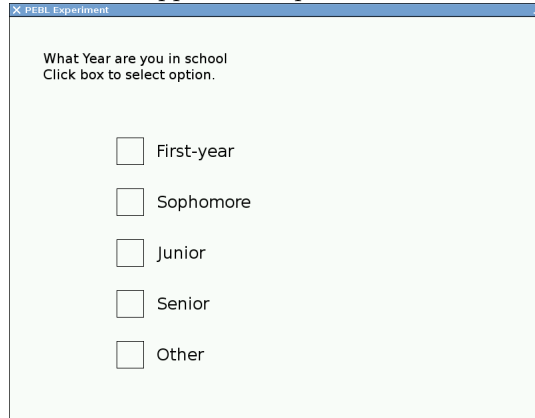 PEBL Experiment
What Year are you in school
Click box to select option.
First-year
Sophomore
Junior
Senior
Other